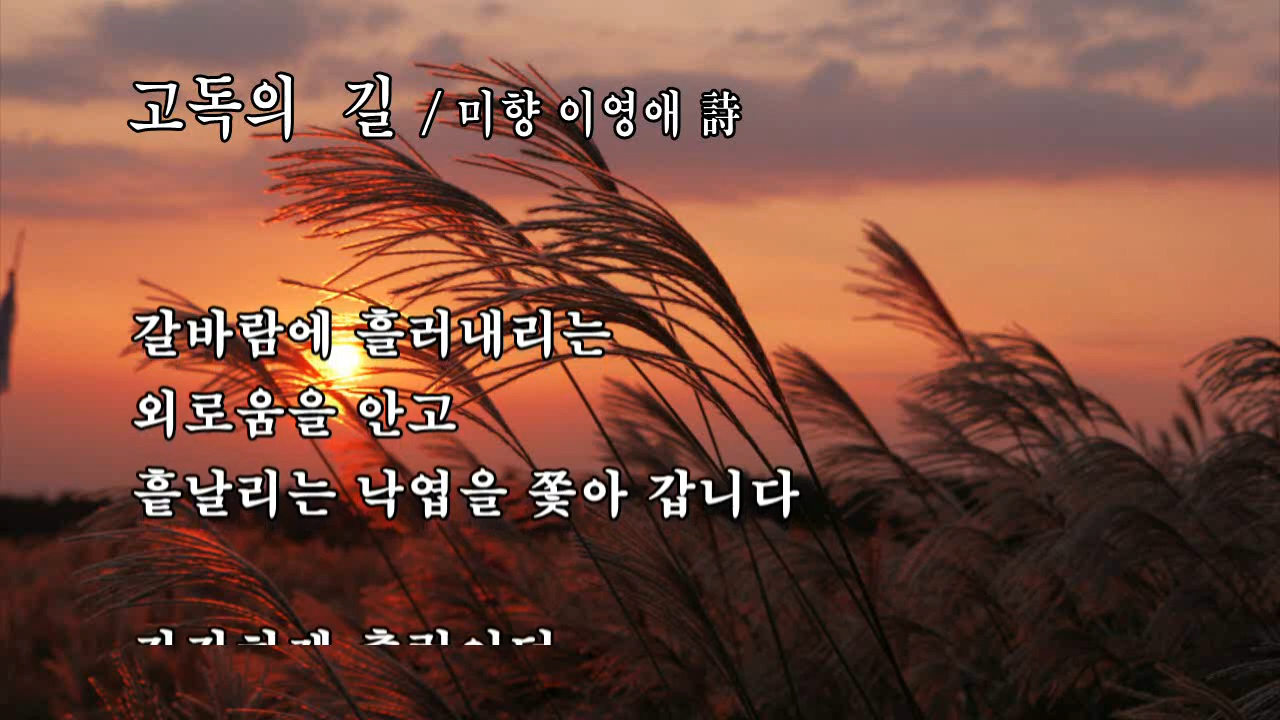 고독의 길 / 미향 이영애 詩
갈바람에 흘러내리는
외로움을 안고
흩날리는 낙엽을 쫓아 갑니다